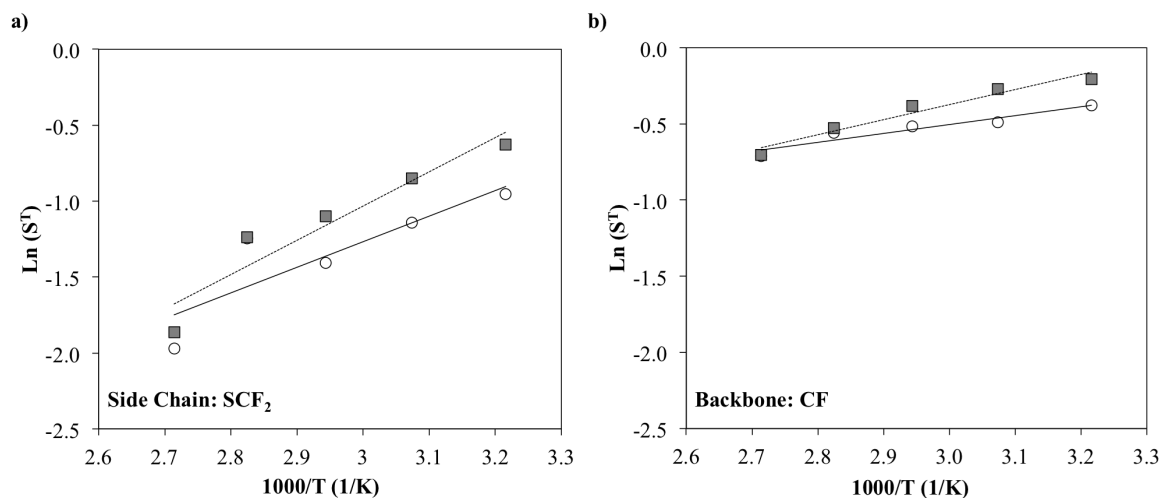 a)
0.0
-0.5
-1.0
-1.5
-2.0
-2.5
Ln (S^T)
Side Chain: SCF₂
2.6 2.7 2.8 2.9 3 3.1 3.2 3.3
1000/T (1/K)
b)
0.0
-0.5
-1.0
-1.5
-2.0
-2.5
Ln (S^T)
Backbone: CF
2.6 2.7 2.8 2.9 3.0 3.1 3.2 3.3
1000/T (1/K)